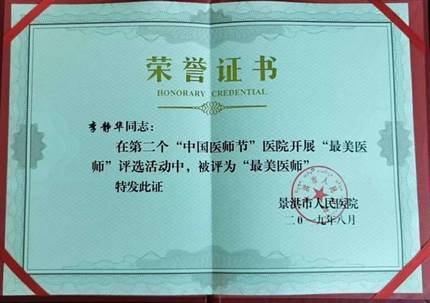 荣誉证书
HONORARY CREDENTIAL
李静华同志：
在第二个“中国医师节”医院开展“最美医
师”评选活动中，被评为“最美医师”
特发此证
景洪市人民医院
二0一九年八月